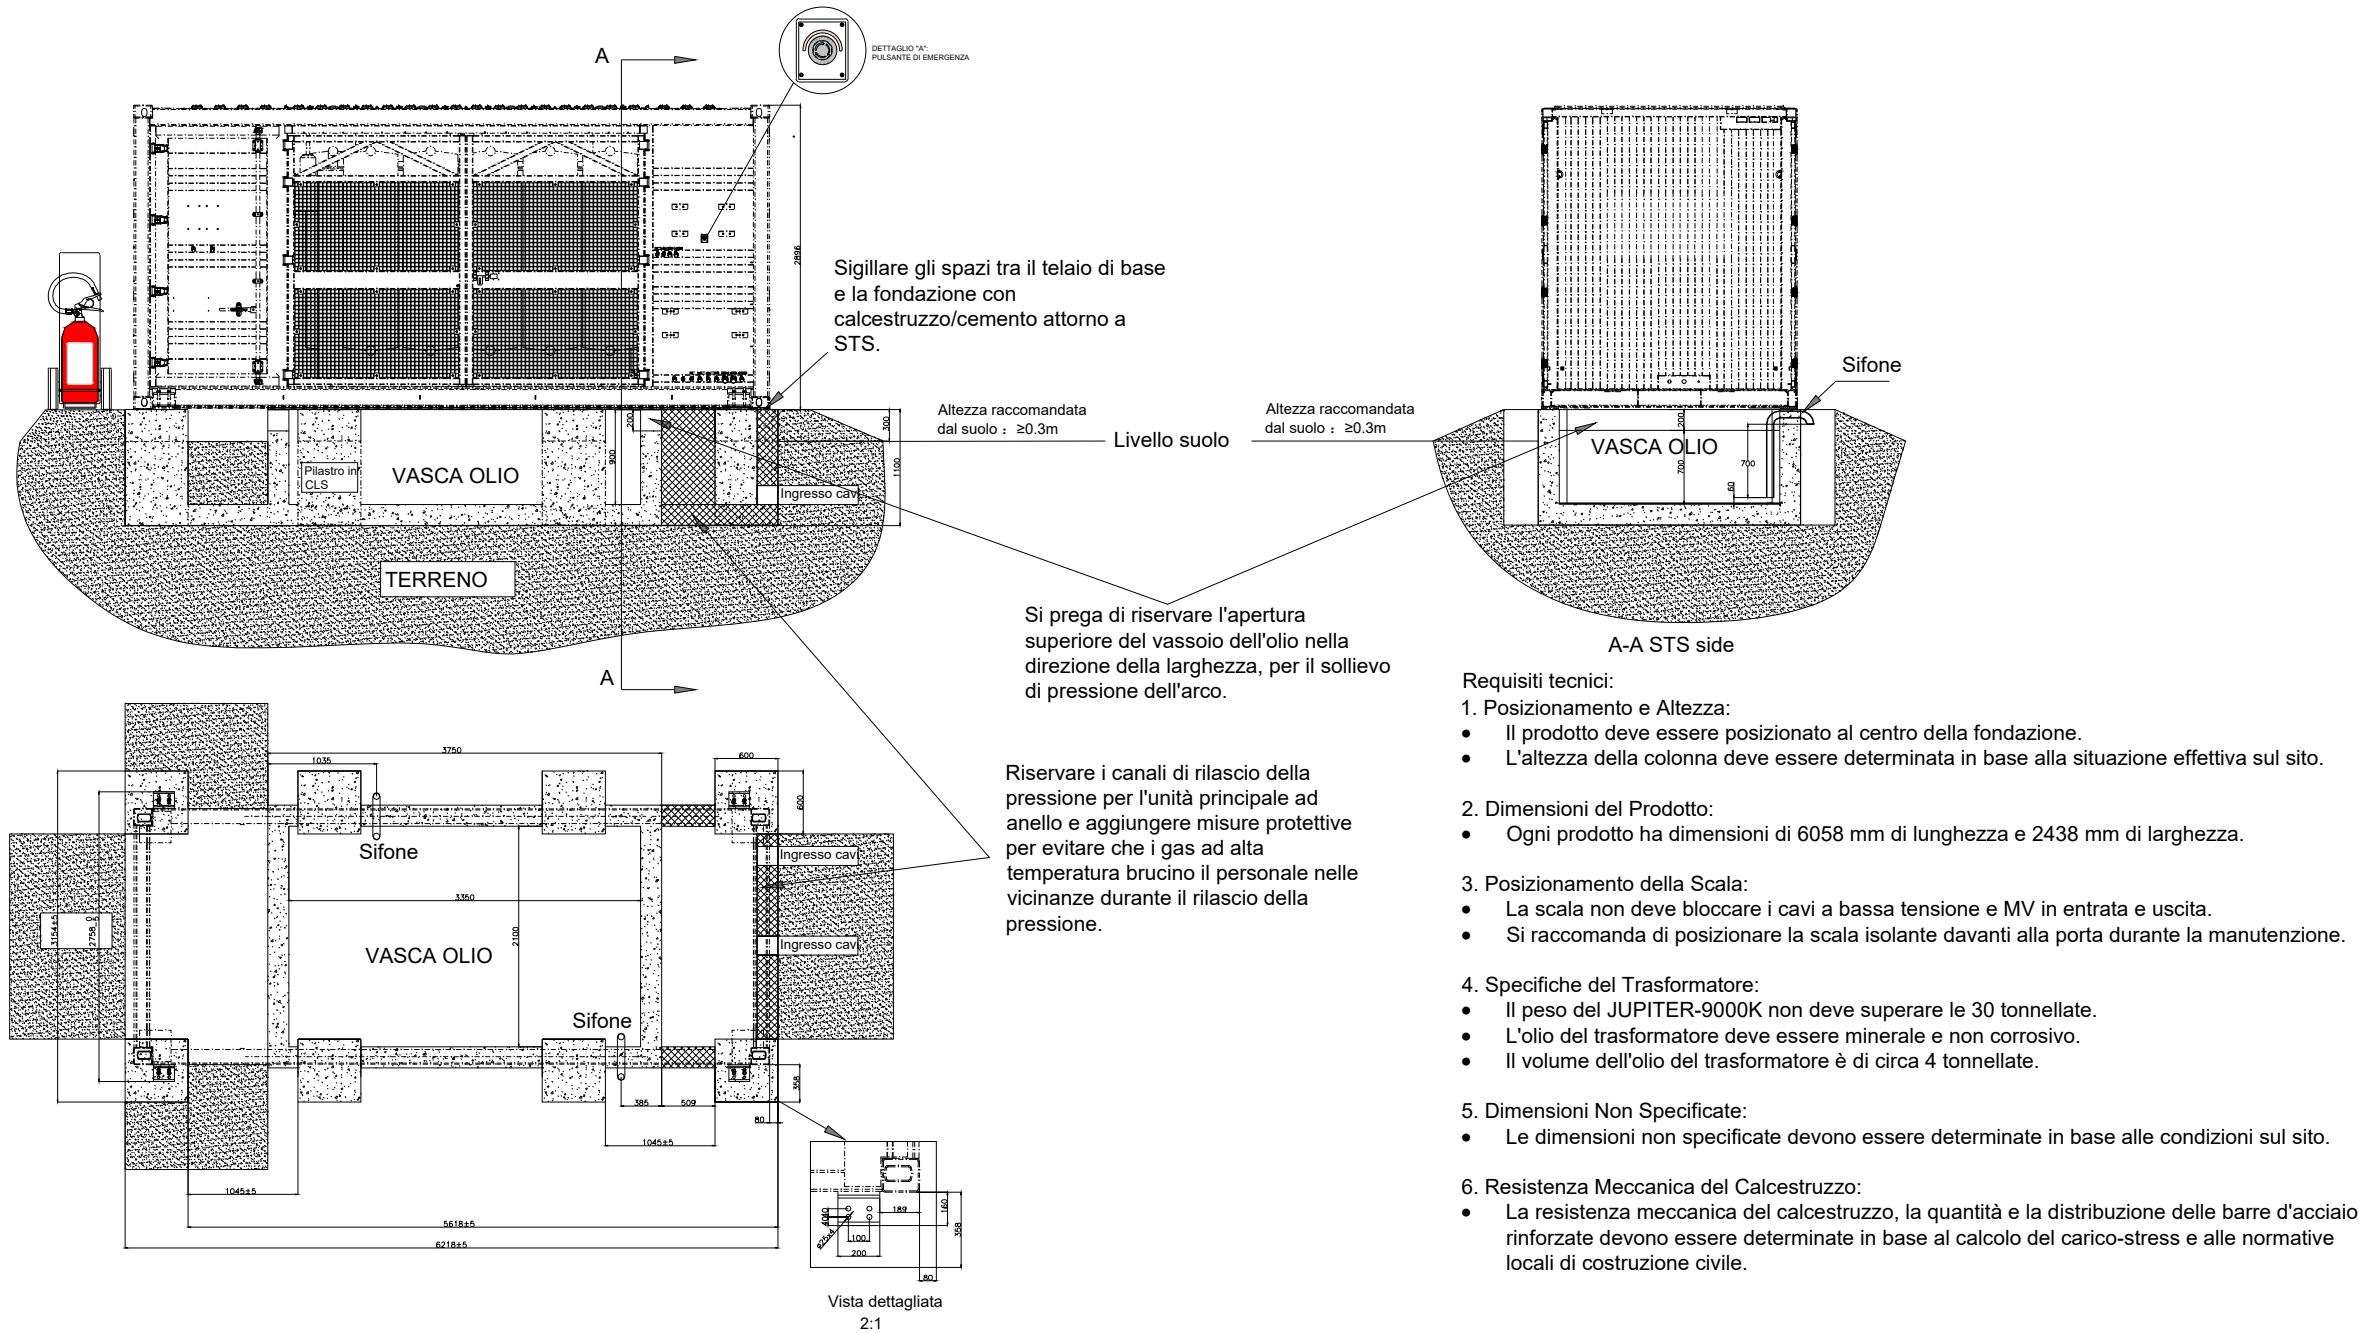 A
DETTAGLIO "A":
PULSANTE DI EMERGENZA
2896
Sigillare gli spazi tra il telaio di base
e la fondazione con
calcestruzzo/cemento attorno a
STS.
Sifone
Altezza raccomandata
dal suolo : ≥0.3m
Livello suolo
Altezza raccomandata
dal suolo : ≥0.3m
200
300
900
1100
Pilastro in
CLS
VASCA OLIO
Ingresso cavi
VASCA OLIO
200
700
700
60
TERRENO
Si prega di riservare l'apertura
superiore del vassoio dell'olio nella
direzione della larghezza, per il sollievo
di pressione dell'arco.
A
A-A STS side
3750
1035
600
600
Sifone
Ingresso cavi
3350
2100
3154±5
2758
0
VASCA OLIO
Ingresso cavi
Sifone
358
385
509
80
1045±5
1045±5
5618±5
6218±5
Riservare i canali di rilascio della
pressione per l'unità principale ad
anello e aggiungere misure protettive
per evitare che i gas ad alta
temperatura brucino il personale nelle
vicinanze durante il rilascio della
pressione.
189
160
358
4040
ø25x4
100
200
80
Vista dettagliata
2:1
Requisiti tecnici:
1. Posizionamento e Altezza:
• Il prodotto deve essere posizionato al centro della fondazione.
• L'altezza della colonna deve essere determinata in base alla situazione effettiva sul sito.
2. Dimensioni del Prodotto:
• Ogni prodotto ha dimensioni di 6058 mm di lunghezza e 2438 mm di larghezza.
3. Posizionamento della Scala:
• La scala non deve bloccare i cavi a bassa tensione e MV in entrata e uscita.
• Si raccomanda di posizionare la scala isolante davanti alla porta durante la manutenzione.
4. Specifiche del Trasformatore:
• Il peso del JUPITER-9000K non deve superare le 30 tonnellate.
• L'olio del trasformatore deve essere minerale e non corrosivo.
• Il volume dell'olio del trasformatore è di circa 4 tonnellate.
5. Dimensioni Non Specificate:
• Le dimensioni non specificate devono essere determinate in base alle condizioni sul sito.
6. Resistenza Meccanica del Calcestruzzo:
• La resistenza meccanica del calcestruzzo, la quantità e la distribuzione delle barre d'acciaio
rinforzate devono essere determinate in base al calcolo del carico-stress e alle normative
locali di costruzione civile.